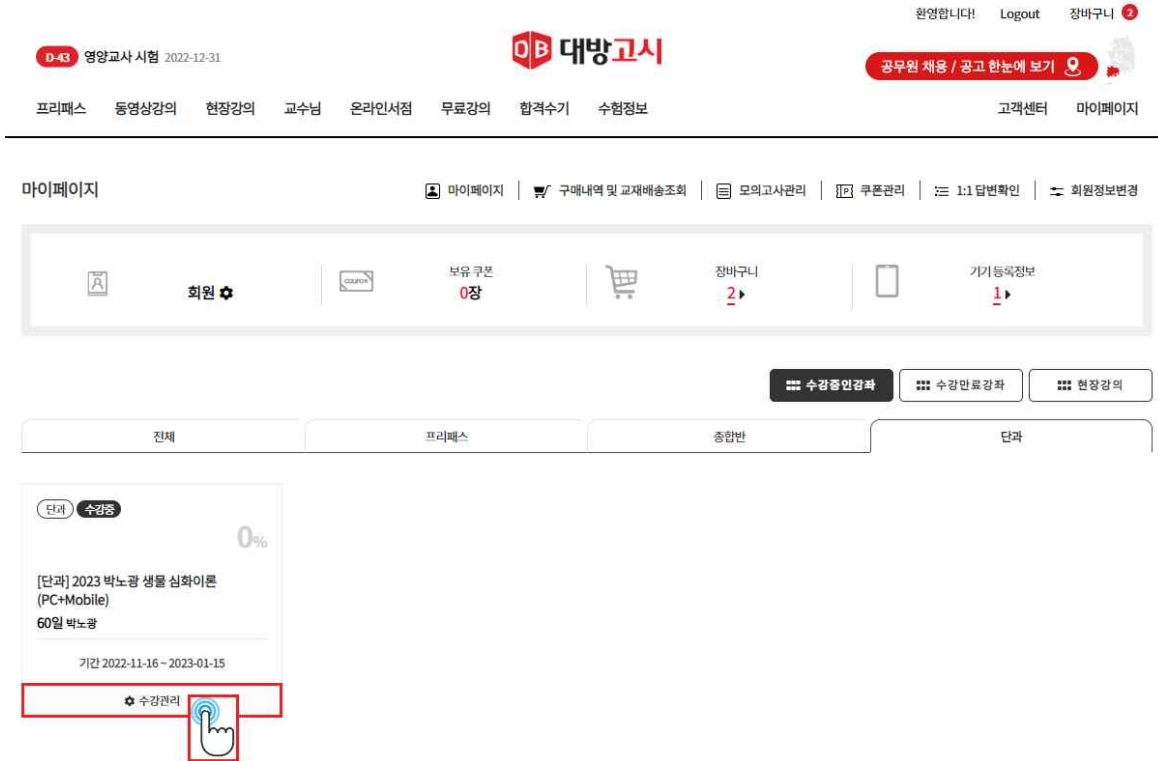 환영합니다! Logout 장바구니 2
D-43 영양교사 시험 2022-12-31
DB 대방고시
공무원 채용 / 공고 한눈에 보기
프리패스 동영상강의 현장강의 교수님 온라인서점 무료강의 합격수기 수험정보 고객센터 마이페이지
마이페이지
마이페이지 구매내역 및 교재배송조회 모의고사관리 쿠폰관리 1:1 답변확인 회원정보변경
회원
COUPON
보유 쿠폰
0장
장바구니
2
기기 등록정보
1
수강중인강좌 수강만료강좌 현장강의
전체 프리패스 종합반 단과
단과 수강중
0%
[단과] 2023 박노광 생물 심화이론
(PC+Mobile)
60일 박노광
기간 2022-11-16 ~ 2023-01-15
수강관리